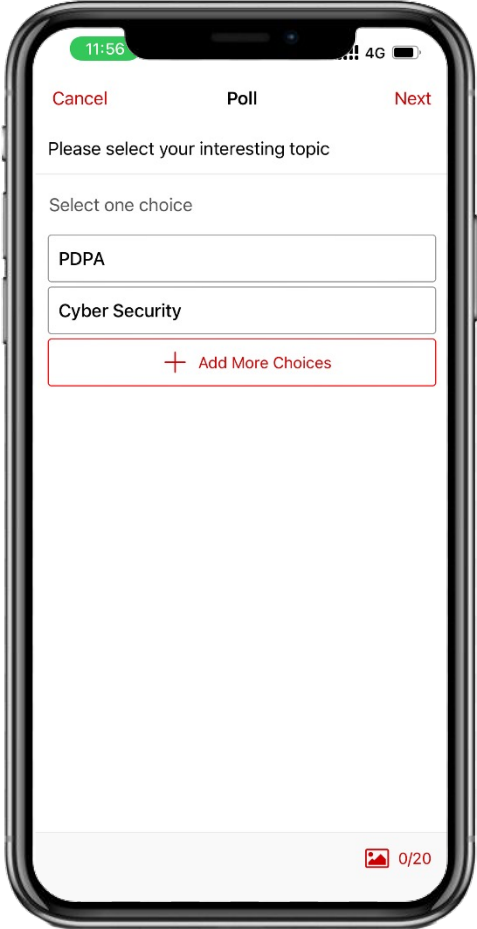 11:56 4G
Cancel Poll Next
Please select your interesting topic
Select one choice
PDPA
Cyber Security
Add More Choices
0/20